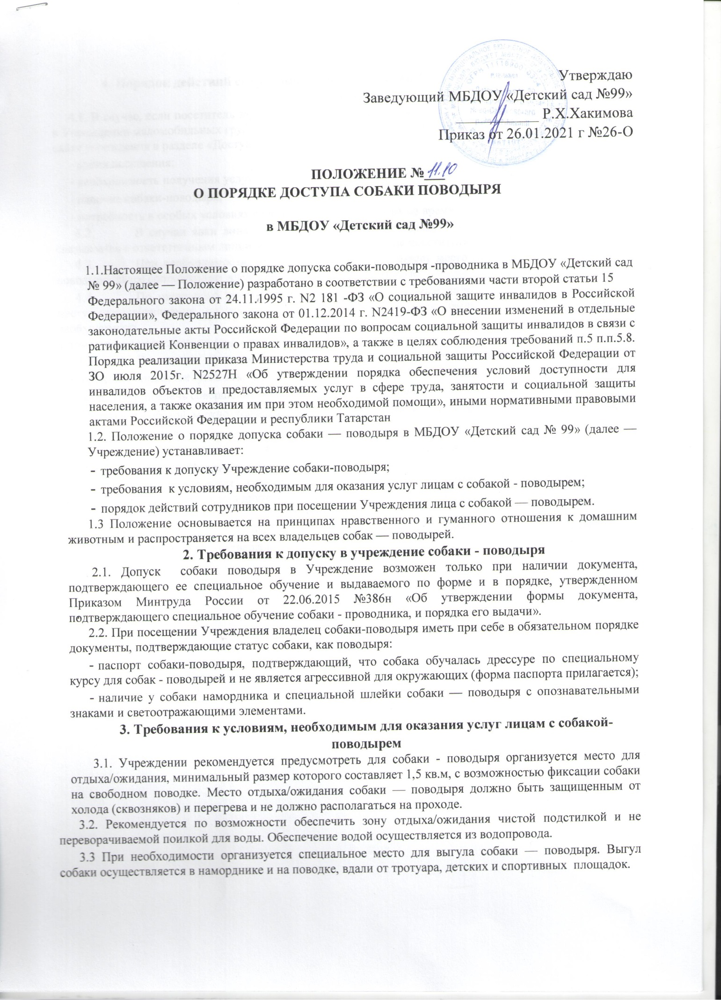 Утверждаю
Заведующий МБДОУ «Детский сад №99»
____________ Р.Х.Хакимова
Приказ от 26.01.2021 г №26-О
ПОЛОЖЕНИЕ № 11.10
О ПОРЯДКЕ ДОСТУПА СОБАКИ ПОВОДЫРЯ
в МБДОУ «Детский сад №99»
1.1.Настоящее Положение о порядке допуска собаки-поводыря -проводника в МБДОУ «Детский сад
№ 99» (далее — Положение) разработано в соответствии с требованиями части второй статьи 15
Федерального закона от 24.11.1995 г. N2 181 -ФЗ «О социальной защите инвалидов в Российской
Федерации», Федерального закона от 01.12.2014 г. N2419-ФЗ «О внесении изменений в отдельные
законодательные акты Российской Федерации по вопросам социальной защиты инвалидов в связи с
ратификацией Конвенции о правах инвалидов», а также в целях соблюдения требований п.5 п.п.5.8.
Порядка реализации приказа Министерства труда и социальной защиты Российской Федерации от
ЗО июля 2015г. N2527Н «Об утверждении порядка обеспечения условий доступности для
инвалидов объектов и предоставляемых услуг в сфере труда, занятости и социальной защиты
населения, а также оказания им при этом необходимой помощи», иными нормативными правовыми
актами Российской Федерации и республики Татарстан
1.2. Положение о порядке допуска собаки — поводыря в МБДОУ «Детский сад № 99» (далее —
Учреждение) устанавливает:
- требования к допуску Учреждение собаки-поводыря;
- требования к условиям, необходимым для оказания услуг лицам с собакой - поводырем;
- порядок действий сотрудников при посещении Учреждения лица с собакой — поводырем.
1.3 Положение основывается на принципах нравственного и гуманного отношения к домашним
животным и распространяется на всех владельцев собак — поводырей.
2. Требования к допуску в учреждение собаки - поводыря
2.1. Допуск собаки поводыря в Учреждение возможен только при наличии документа,
подтверждающего ее специальное обучение и выдаваемого по форме и в порядке, утвержденном
Приказом Минтруда России от 22.06.2015 №386н «Об утверждении формы документа,
подтверждающего специальное обучение собаки - проводника, и порядка его выдачи».
2.2. При посещении Учреждения владелец собаки-поводыря иметь при себе в обязательном порядке
документы, подтверждающие статус собаки, как поводыря:
- паспорт собаки-поводыря, подтверждающий, что собака обучалась дрессуре по специальному
курсу для собак - поводырей и не является агрессивной для окружающих (форма паспорта прилагается);
- наличие у собаки намордника и специальной шлейки собаки — поводыря с опознавательными
знаками и светоотражающими элементами.
3. Требования к условиям, необходимым для оказания услуг лицам с собакой-
поводырем
3.1. Учреждении рекомендуется предусмотреть для собаки - поводыря организуется место для
отдыха/ожидания, минимальный размер которого составляет 1,5 кв.м, с возможностью фиксации собаки
на свободном поводке. Место отдыха/ожидания собаки — поводыря должно быть защищенным от
холода (сквозняков) и перегрева и не должно располагаться на проходе.
3.2. Рекомендуется по возможности обеспечить зону отдыха/ожидания чистой подстилкой и не
переворачиваемой поилкой для воды. Обеспечение водой осуществляется из водопровода.
3.3 При необходимости организуется специальное место для выгула собаки — поводыря. Выгул
собаки осуществляется в наморднике и на поводке, вдали от тротуара, детских и спортивных площадок.